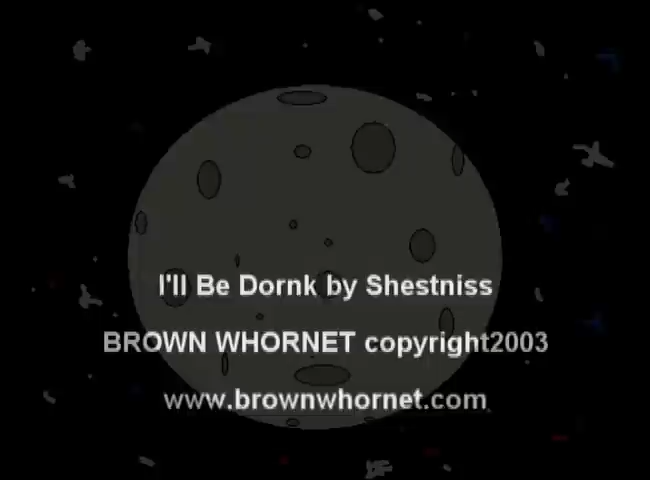 I'll Be Dornk by Shestniss
BROWN WHORNET copyright2003
www.brownwhornet.com